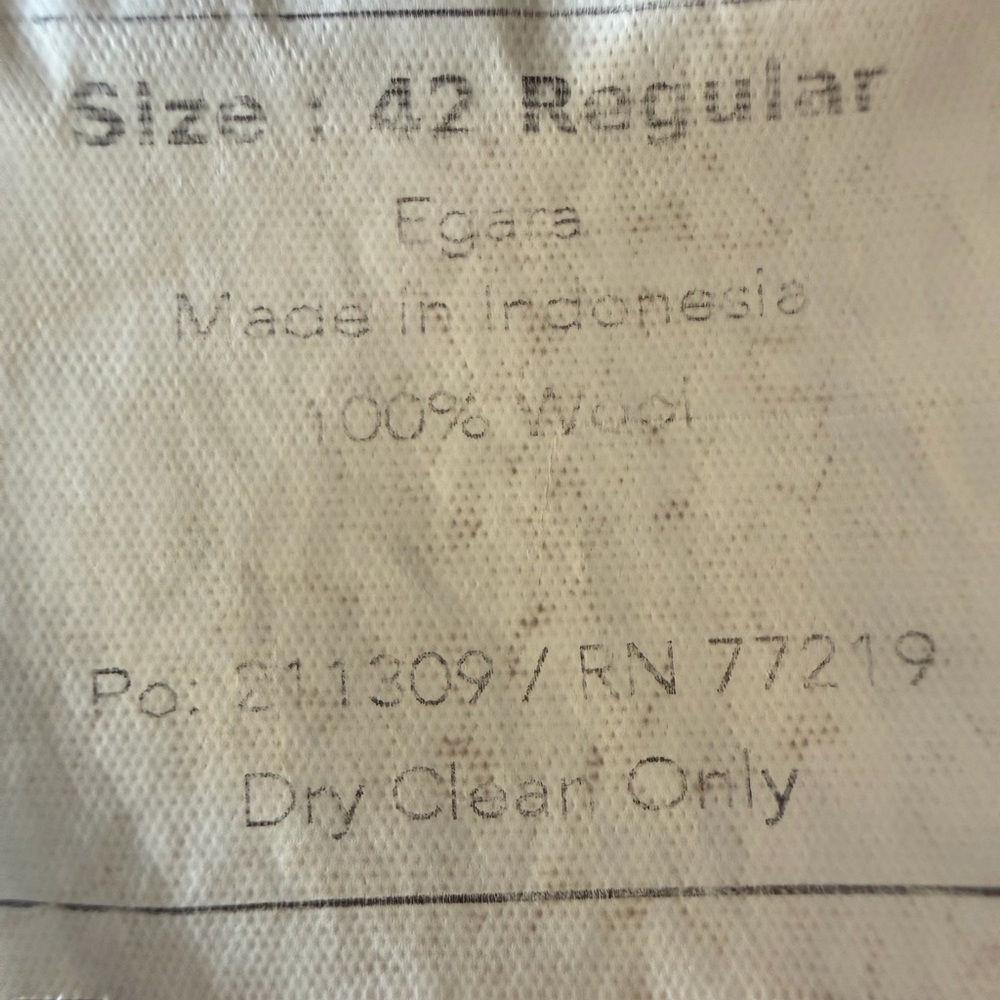 Size : 42 Regular
Egara
Made in Indonesia
100% Wool
Po: 211309 / RN 77219
Dry Clean Only